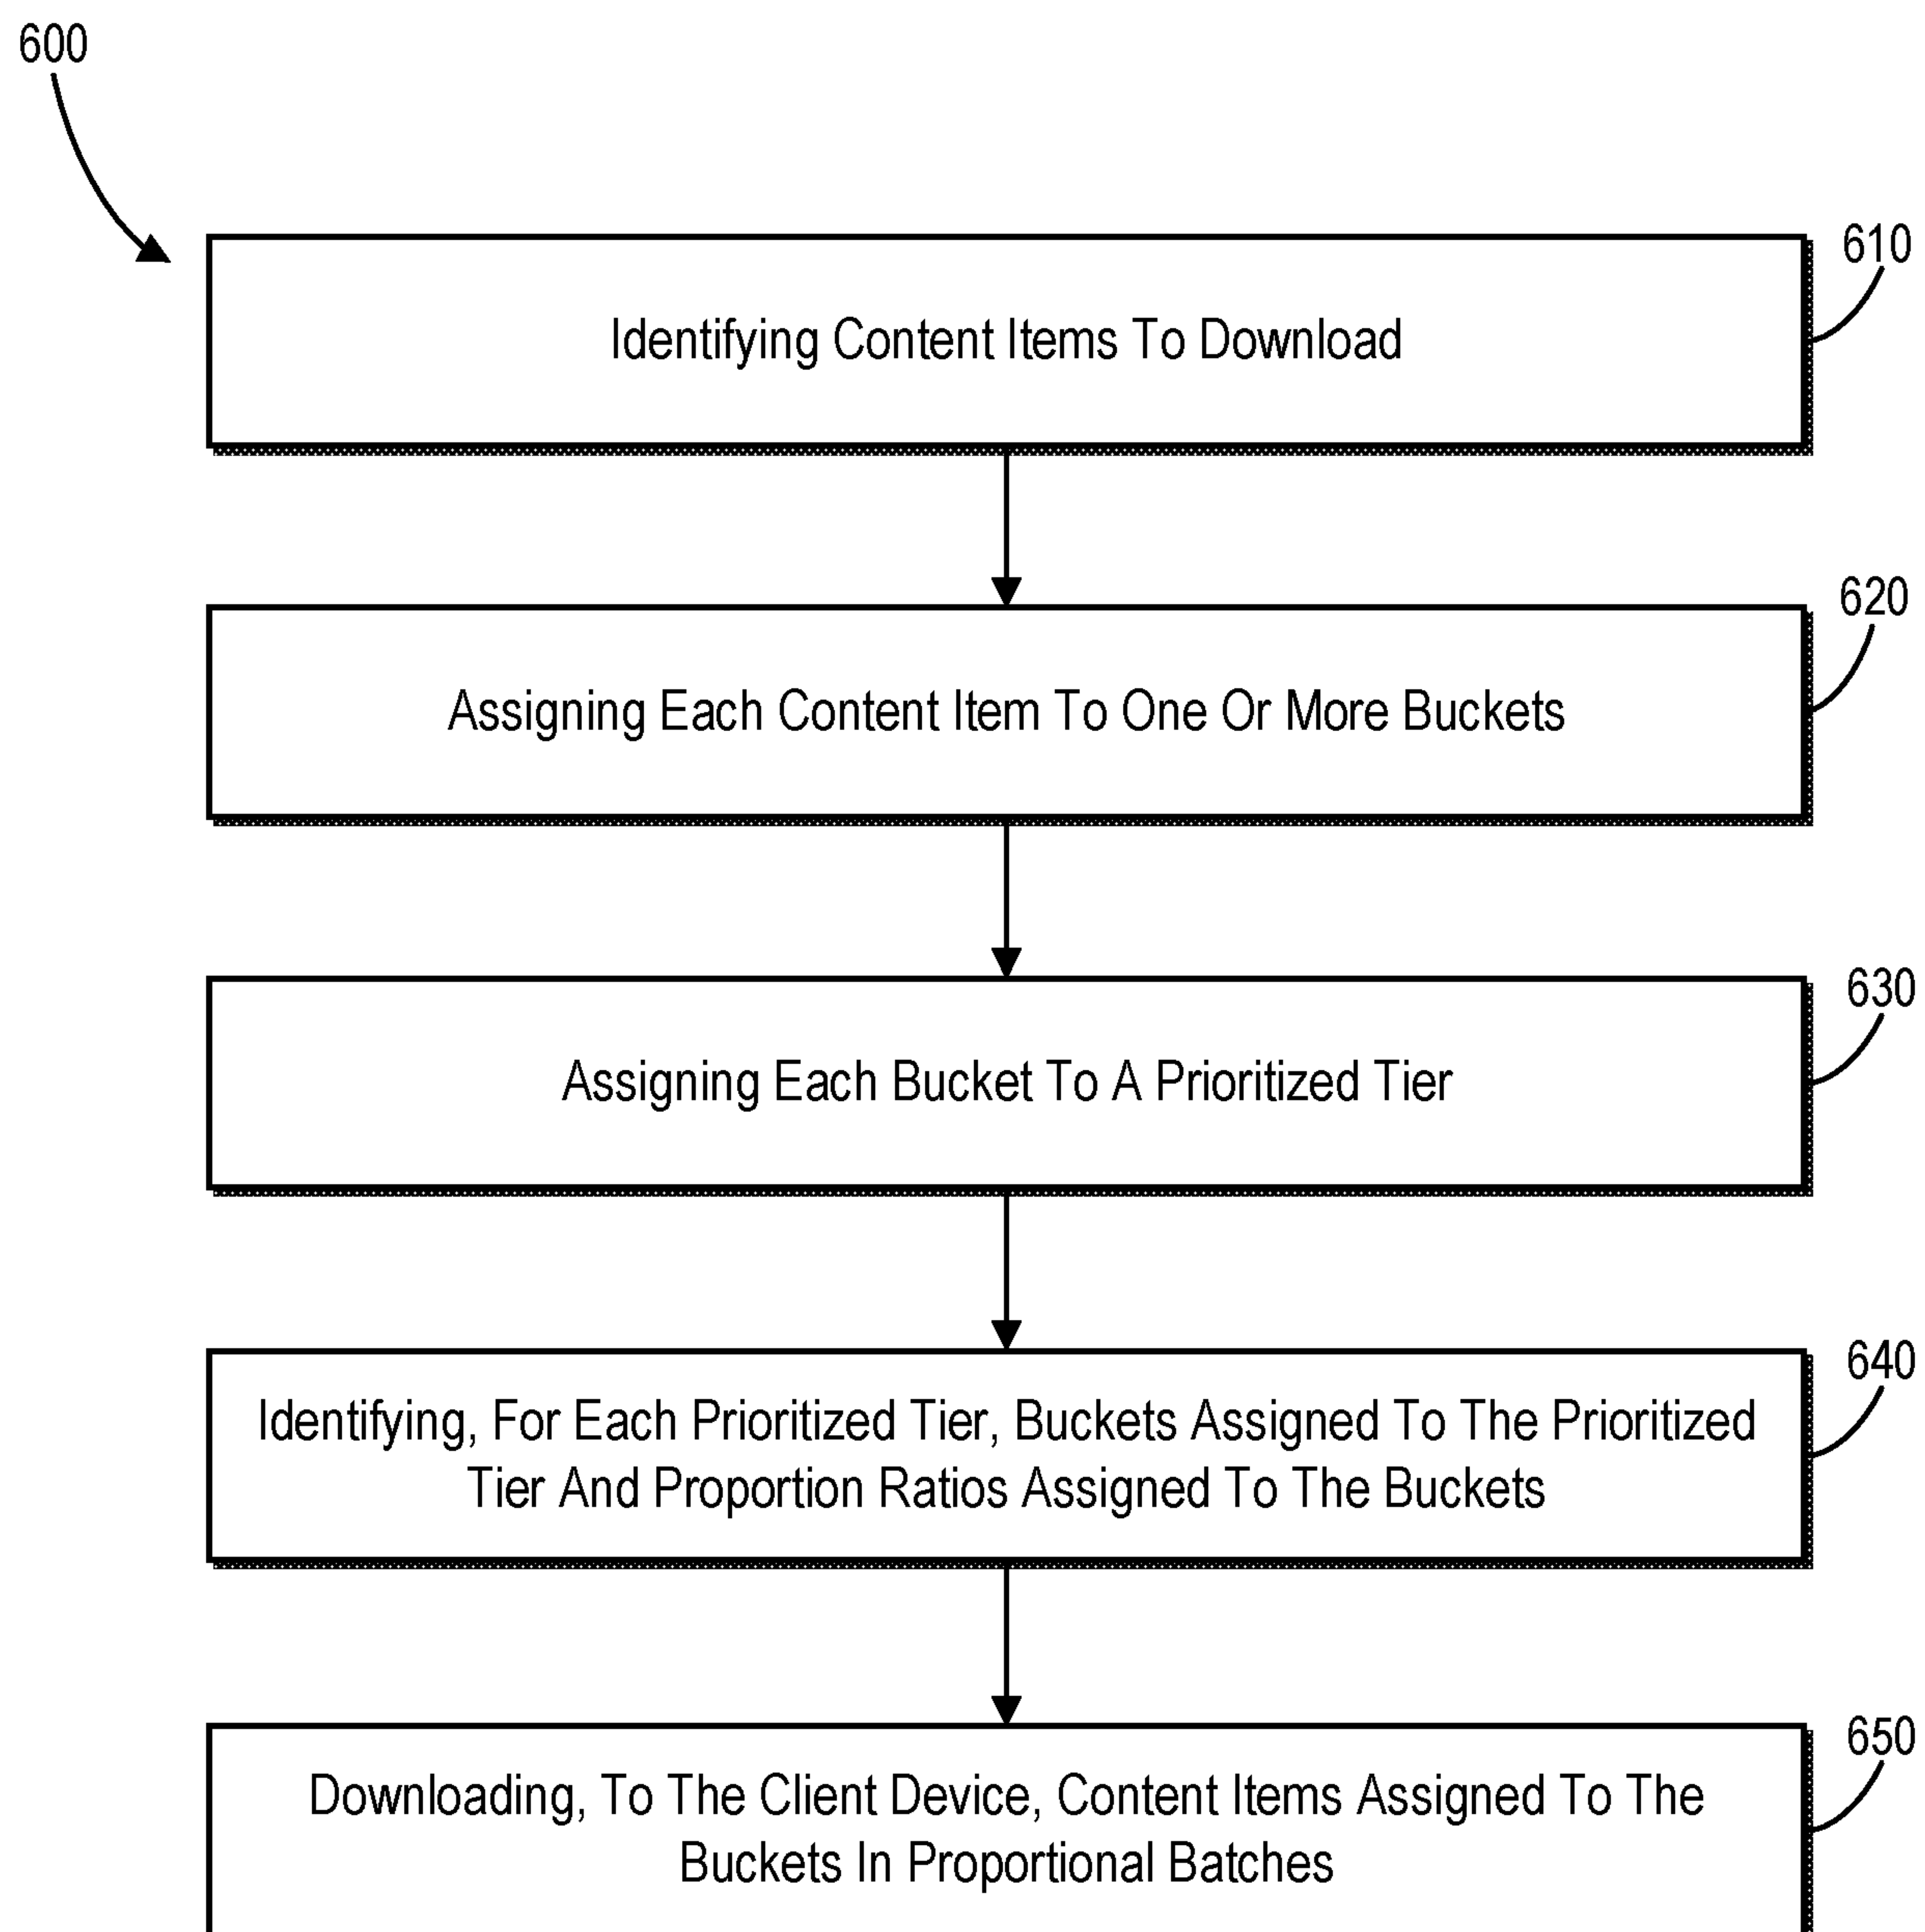 600
610
Identifying Content Items To Download
620
Assigning Each Content Item To One Or More Buckets
630
Assigning Each Bucket To A Prioritized Tier
640
Identifying, For Each Prioritized Tier, Buckets Assigned To The Prioritized
Tier And Proportion Ratios Assigned To The Buckets
650
Downloading, To The Client Device, Content Items Assigned To The
Buckets In Proportional Batches